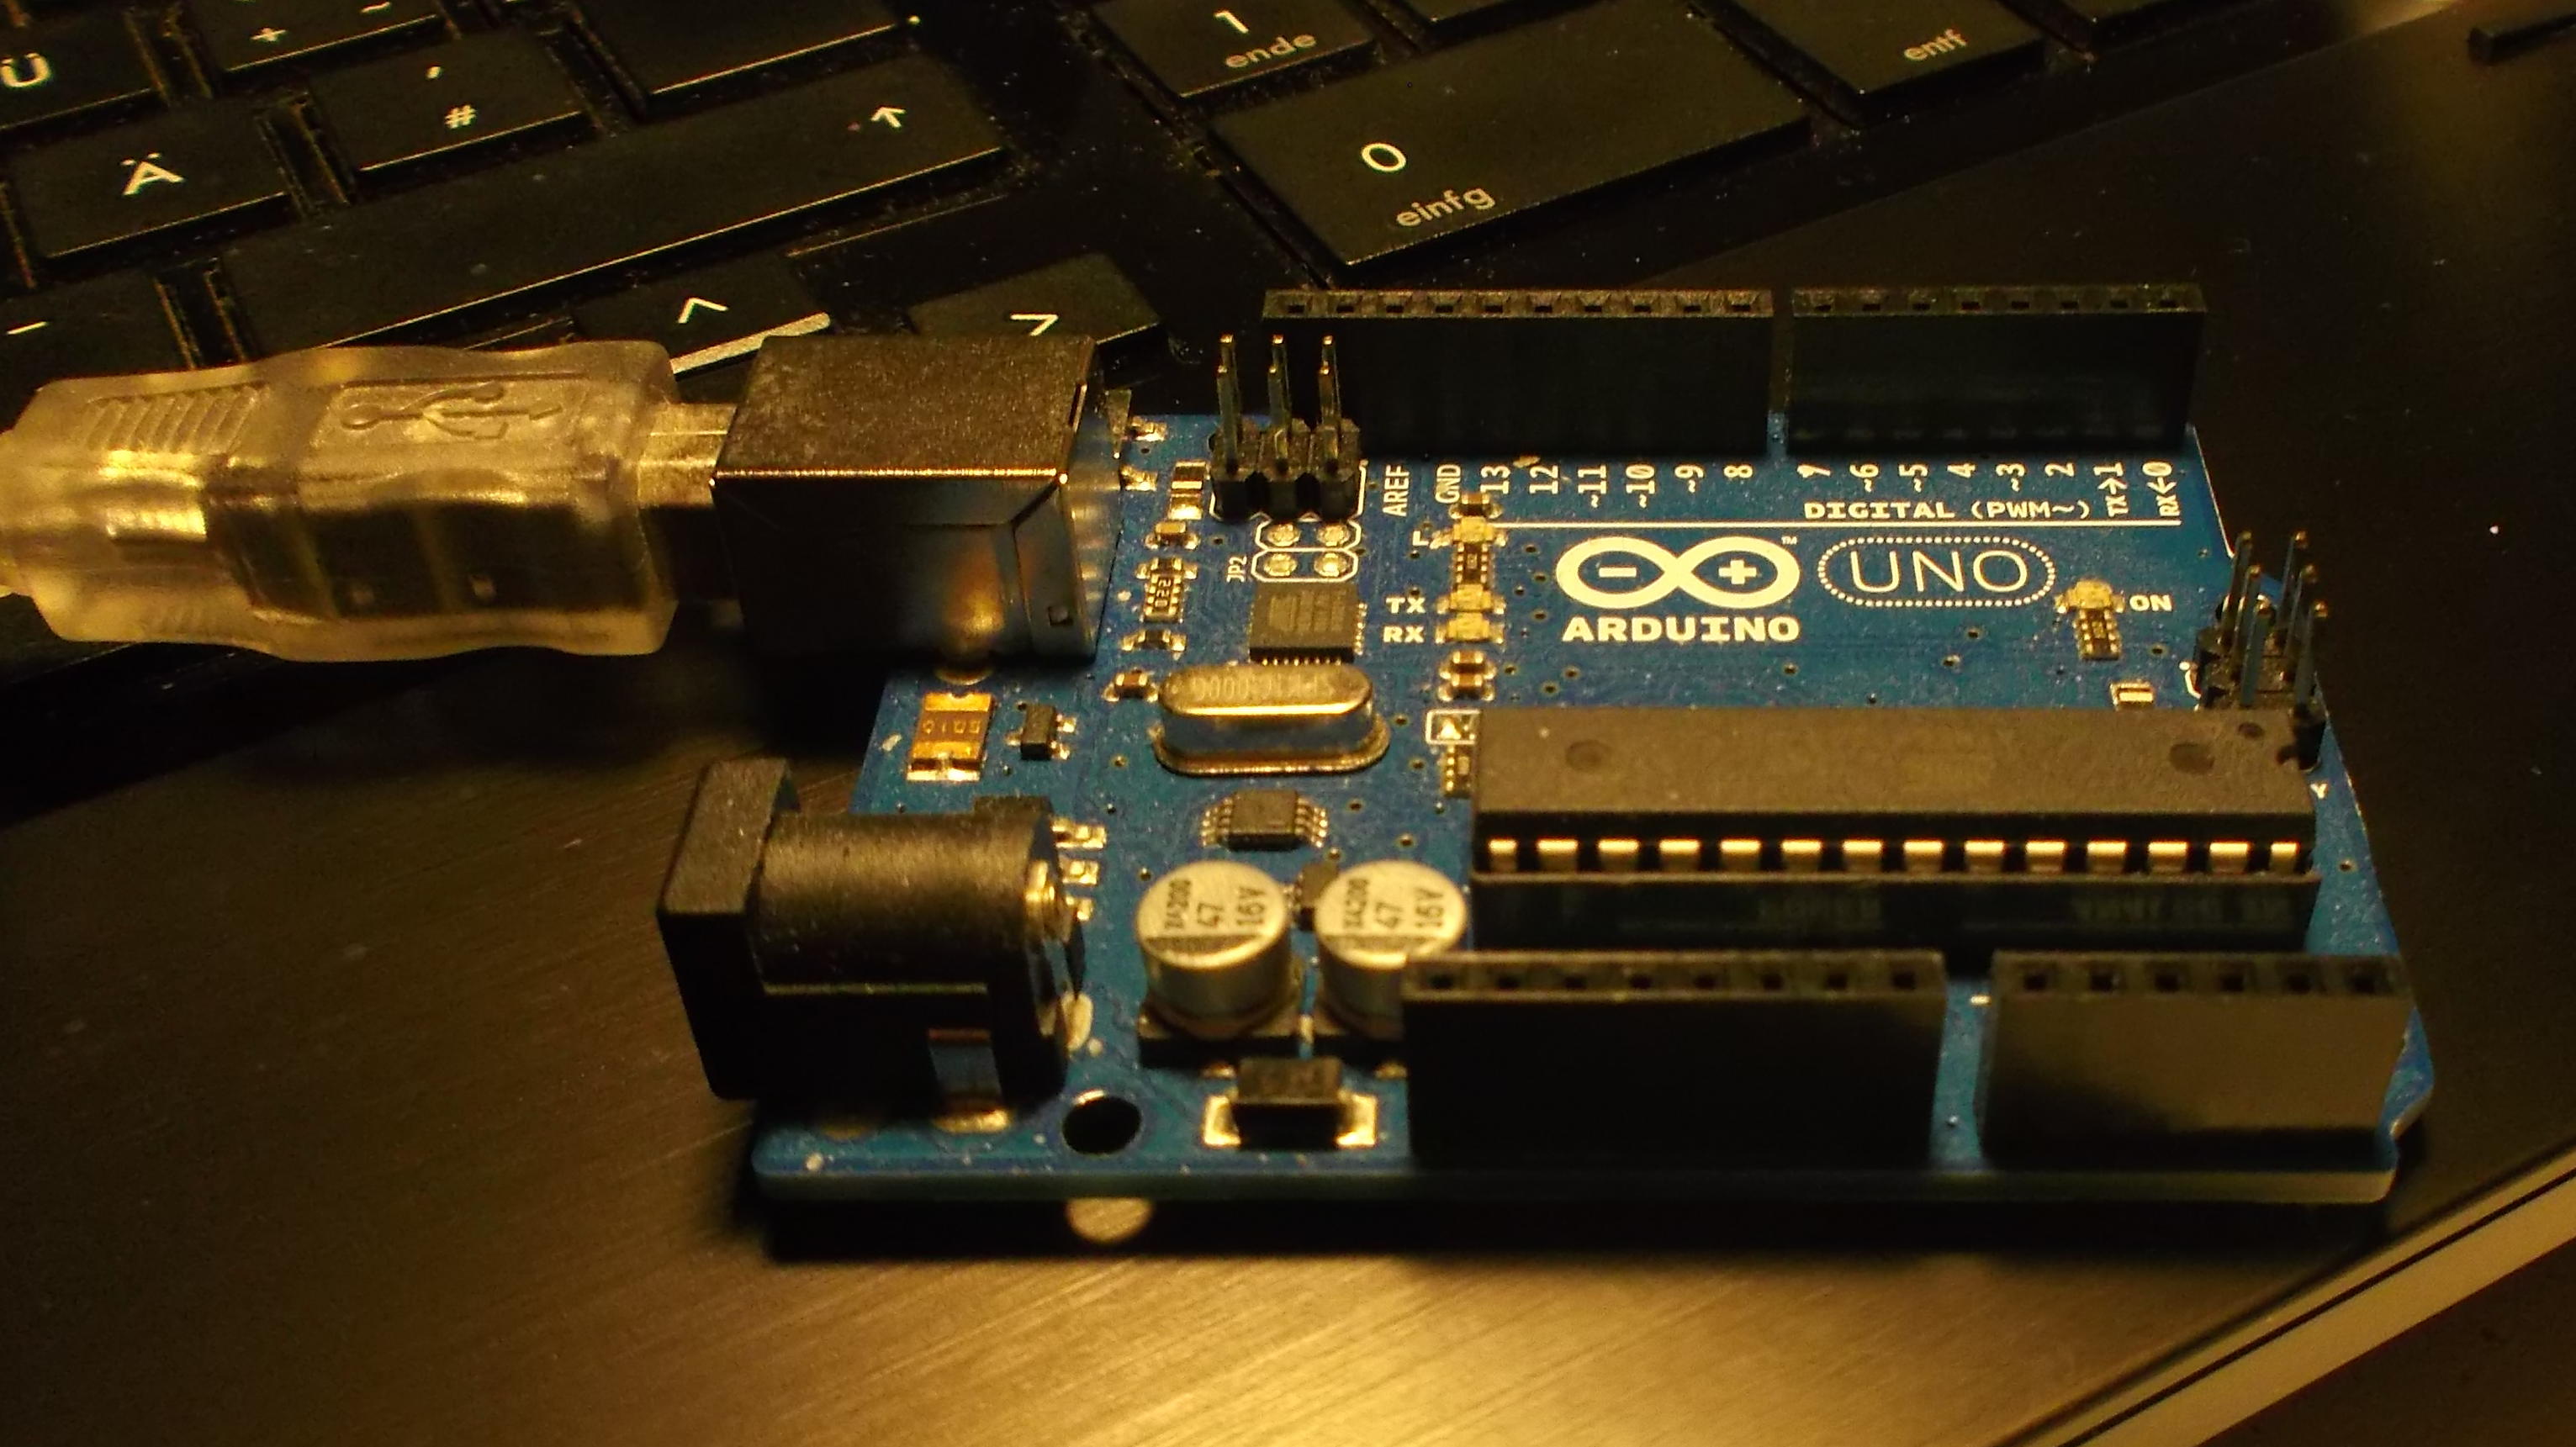 +
-
Ü
'
#
Ä
↑
1
ende
0
einfg
entf
-
^
>
AREF
GND
13
12
~11
~10
~9
8
7
~6
~5
4
~3
2
TX→1
RX←0
DIGITAL (PWM~)
L
JP2
TX
RX
ARDUINO
TM
UNO
ON
47
16V
47
16V